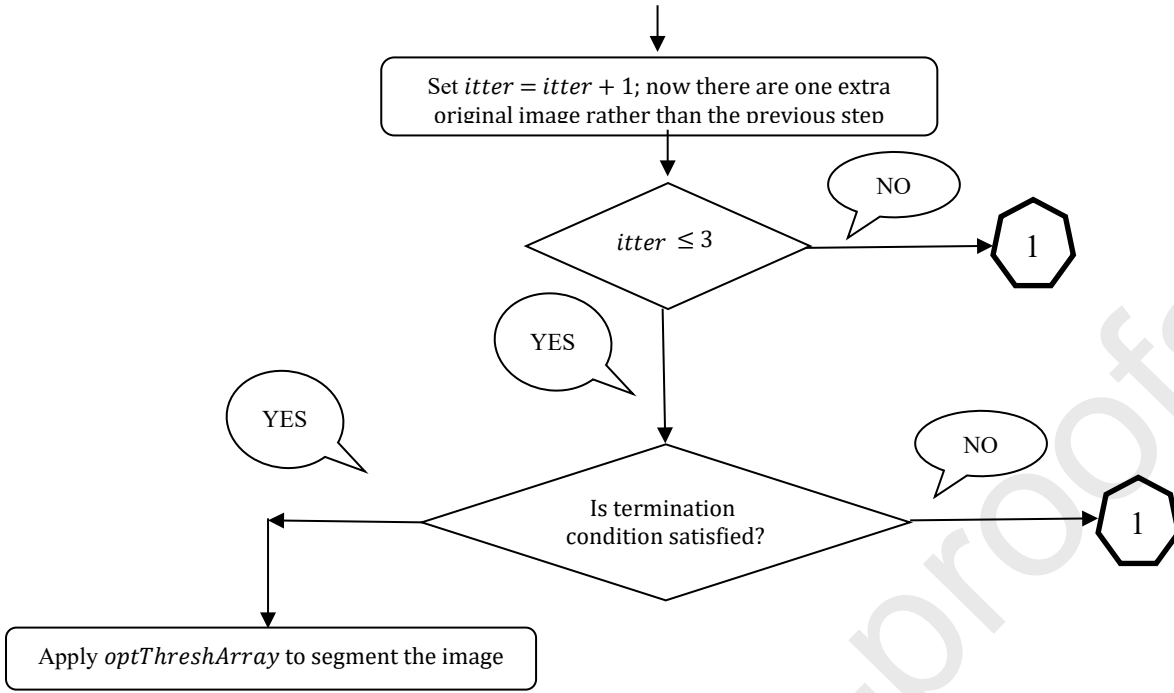 Set itter = itter + 1; now there are one extra
original image rather than the previous step
NO
itter ≤ 3
1
YES
YES
NO
Is termination
condition satisfied?
1
Apply optThreshArray to segment the image
proof